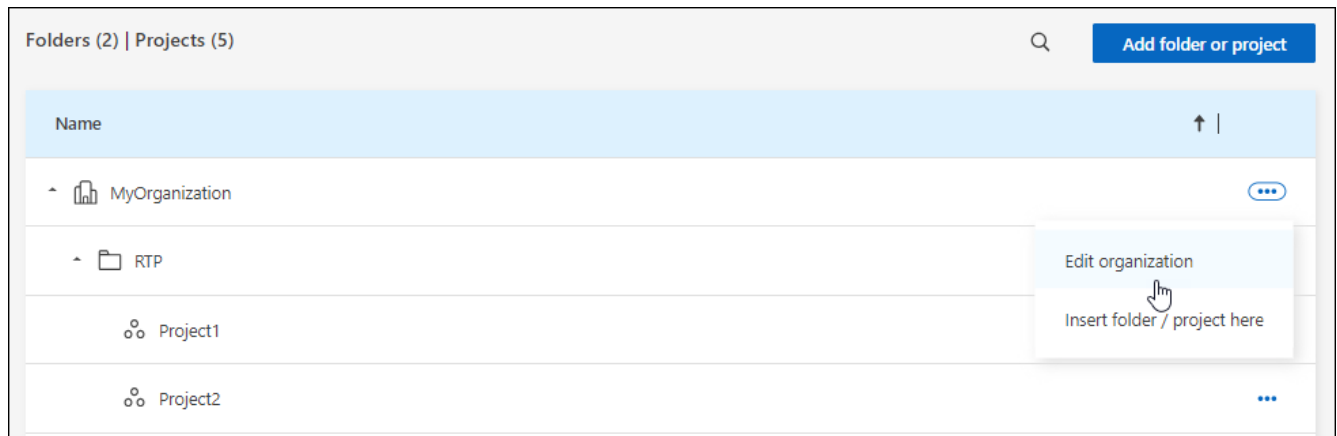 Folders (2) | Projects (5)
Add folder or project
Name
MyOrganization
RTP
Edit organization
Project1
Insert folder / project here
Project2